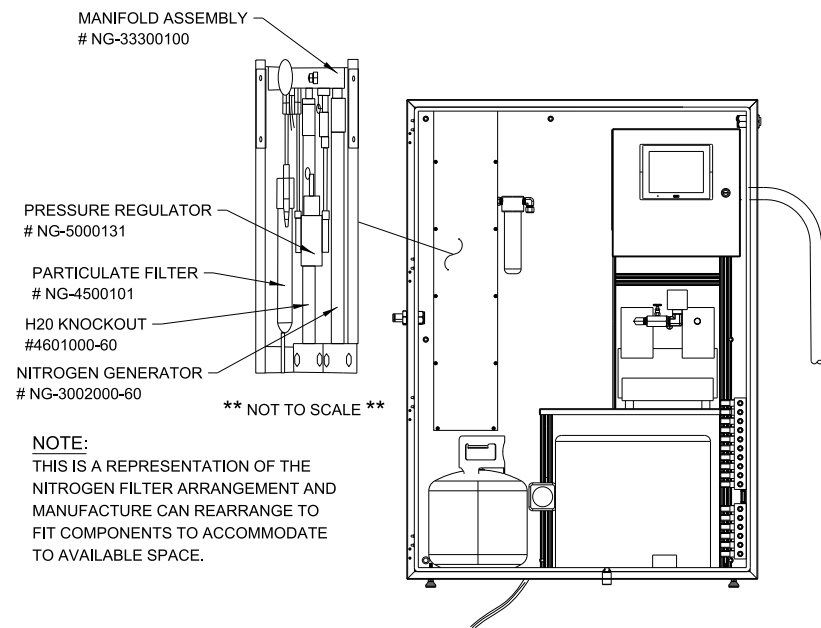 MANIFOLD ASSEMBLY
# NG-33300100
PRESSURE REGULATOR
# NG-5000131
PARTICULATE FILTER
# NG-4500101
H20 KNOCKOUT
#4601000-60
NITROGEN GENERATOR
# NG-3002000-60
** NOT TO SCALE **
NOTE:
THIS IS A REPRESENTATION OF THE
NITROGEN FILTER ARRANGEMENT AND
MANUFACTURE CAN REARRANGE TO
FIT COMPONENTS TO ACCOMMODATE
TO AVAILABLE SPACE.